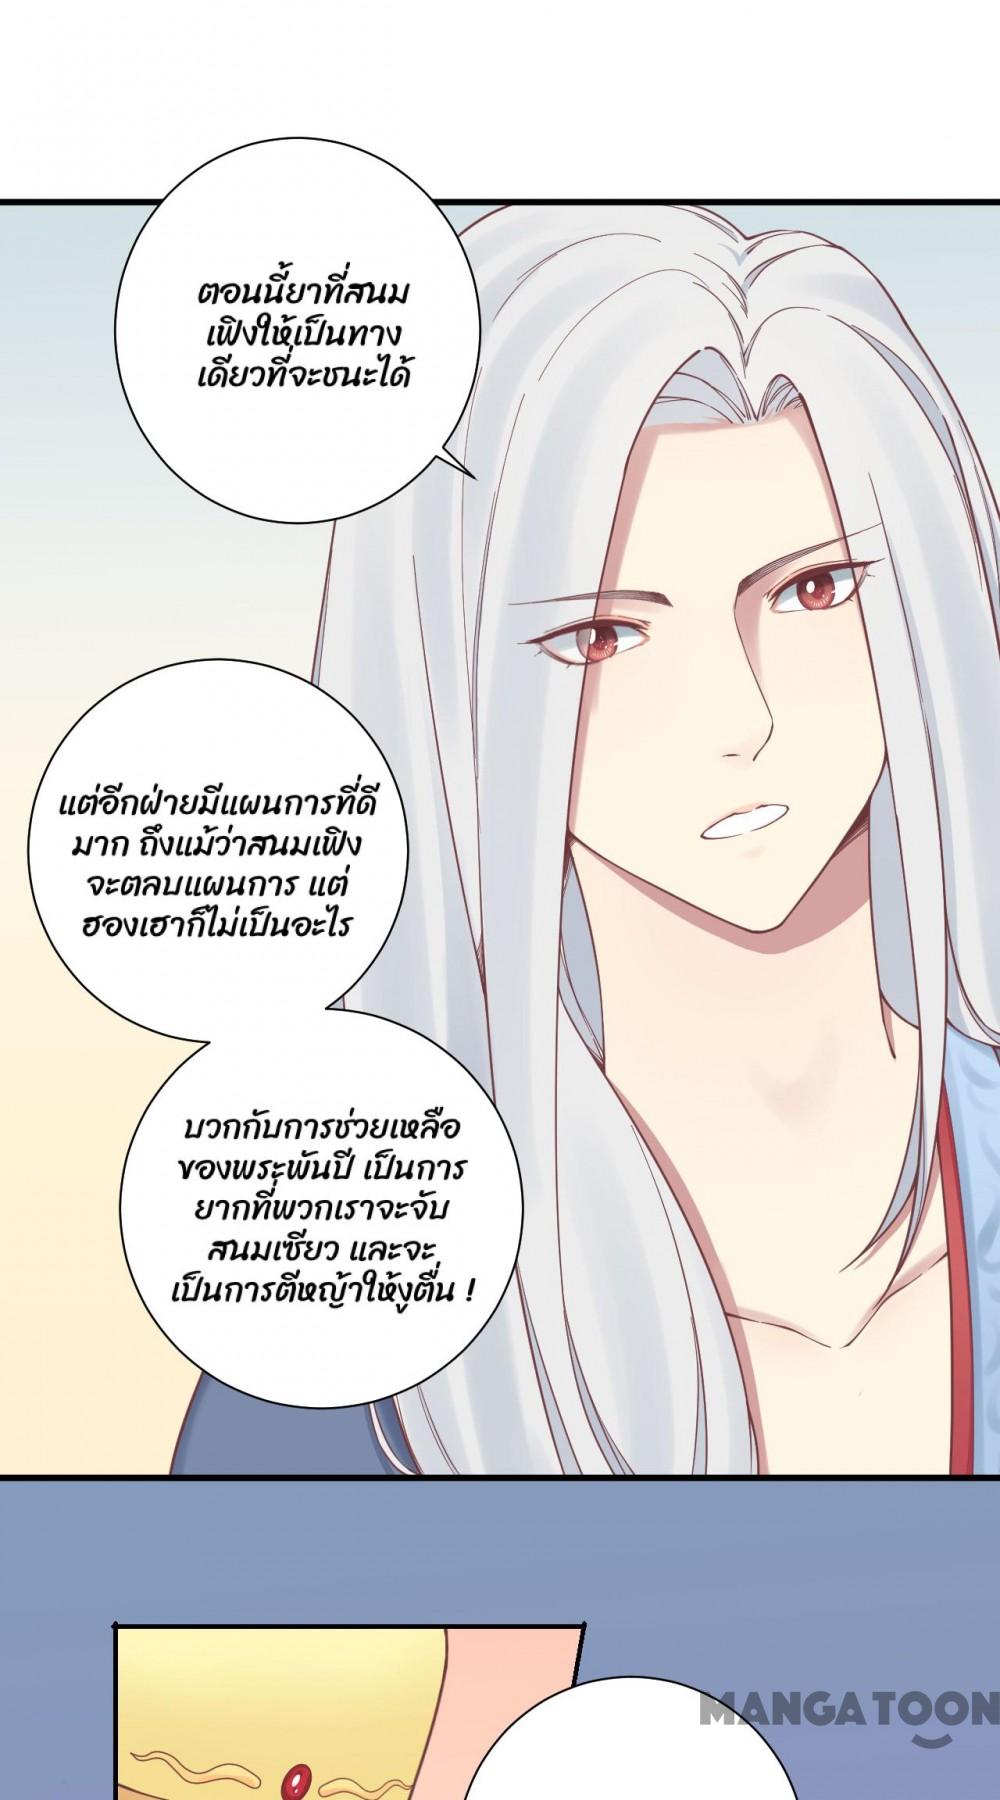 ตอนนี้ยาที่สนม
เฟิงให้เป็นทาง
เดียวที่จะชนะได้
แต่อีกฝ่ายมีแผนการที่ดี
มาก ถึงแม้ว่าสนมเฟิง
จะตลบแผนการ แต่
ฮองเฮาก็ไม่เป็นอะไร
บวกกับการช่วยเหลือ
ของพระพันปี เป็นการ
ยากที่พวกเราจะจับ
สนมเซียว และจะ
เป็นการตีหญ้าให้งูตื่น !
MANGA TOON